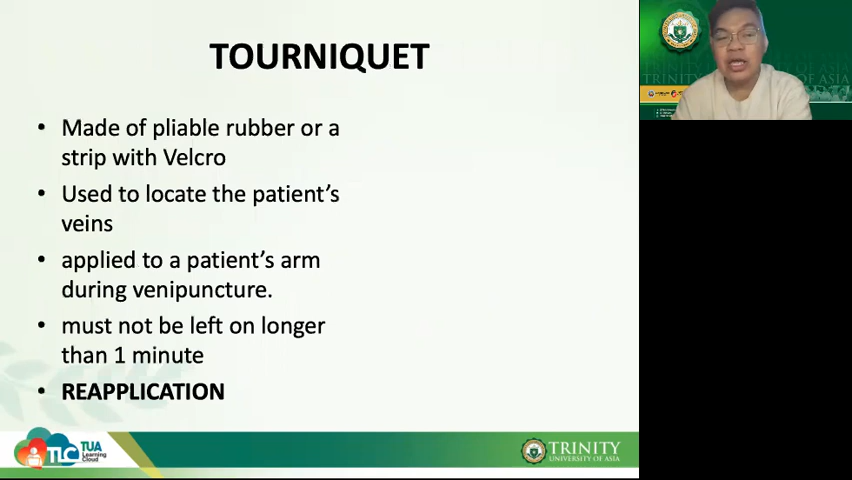 TOURNIQUET
• Made of pliable rubber or a
strip with Velcro
• Used to locate the patient's
veins
• applied to a patient's arm
during venipuncture.
• must not be left on longer
than 1 minute
• REAPPLICATION
TLC
TUA
Learning
Cloud
TRINITY
UNIVERSITY OF ASIA